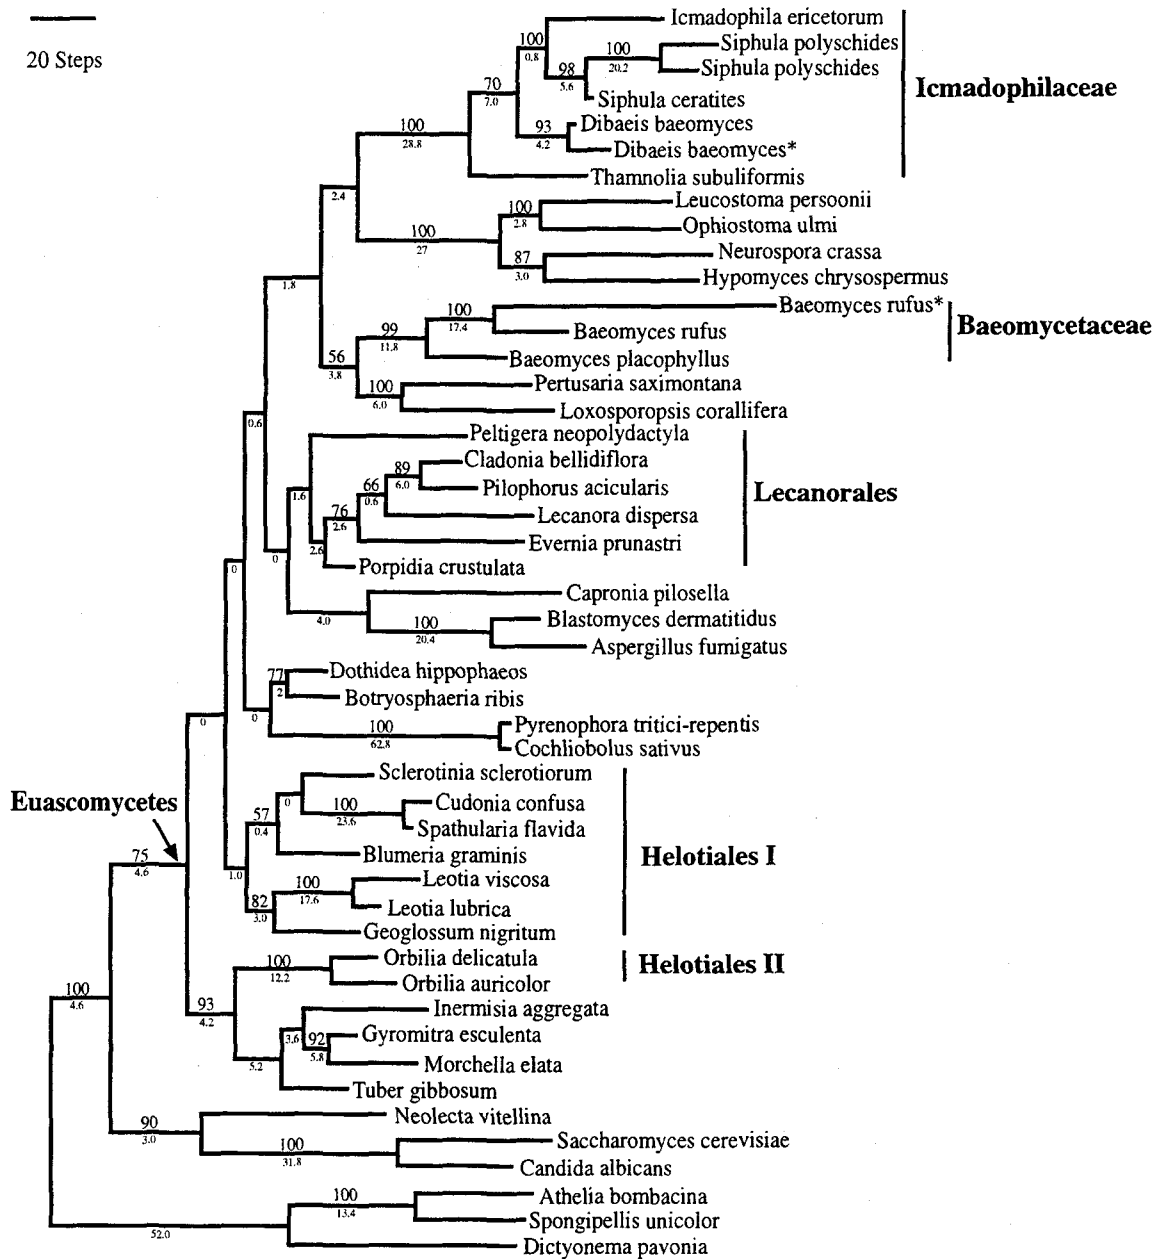 20 Steps
Icmadophila ericetorum
100
0.8
Siphula polyschides
100
20.2
Siphula polyschides
98
5.6
Siphula ceratites
Icmadophilaceae
70
7.0
Dibaeis baeomyces
93
4.2
Dibaeis baeomyces*
100
28.8
Thamnolia subuliformis
2.4
Leucostoma persoonii
100
2.8
Ophiostoma ulmi
100
27
Neurospora crassa
87
3.0
Hypomyces chrysospermus
1.8
Baeomyces rufus*
100
17.4
Baeomyces rufus
Baeomycetaceae
99
11.8
Baeomyces placophyllus
56
3.8
Pertusaria saximontana
100
6.0
Loxosporopsis corallifera
0.6
Peltigera neopolydactyla
Cladonia bellidiflora
89
6.0
Pilophorus acicularis
Lecanorales
1.6
66
0.6
Lecanora dispersa
76
2.6
Evernia prunastri
2.6
Porpidia crustulata
0
0
Capronia pilosella
4.0
Blastomyces dermatitidus
100
20.4
Aspergillus fumigatus
Dothidea hippophaeos
77
2
Botryosphaeria ribis
0
0
Pyrenophora tritici-repentis
100
62.8
Cochliobolus sativus
Sclerotinia sclerotiorum
0
Cudonia confusa
100
23.6
Spathularia flavida
Euascomycetes
57
0.4
Blumeria graminis
Helotiales I
75
4.6
1.0
Leotia viscosa
100
17.6
Leotia lubrica
82
3.0
Geoglossum nigritum
Orbilia delicatula
100
12.2
Helotiales II
Orbilia auricolor
100
4.6
93
4.2
Inermisia aggregata
3.6
Gyromitra esculenta
92
5.8
Morchella elata
5.2
Tuber gibbosum
Neolecta vitellina
90
3.0
Saccharomyces cerevisiae
100
31.8
Candida albicans
Athelia bombacina
100
13.4
Spongipellis unicolor
52.0
Dictyonema pavonia